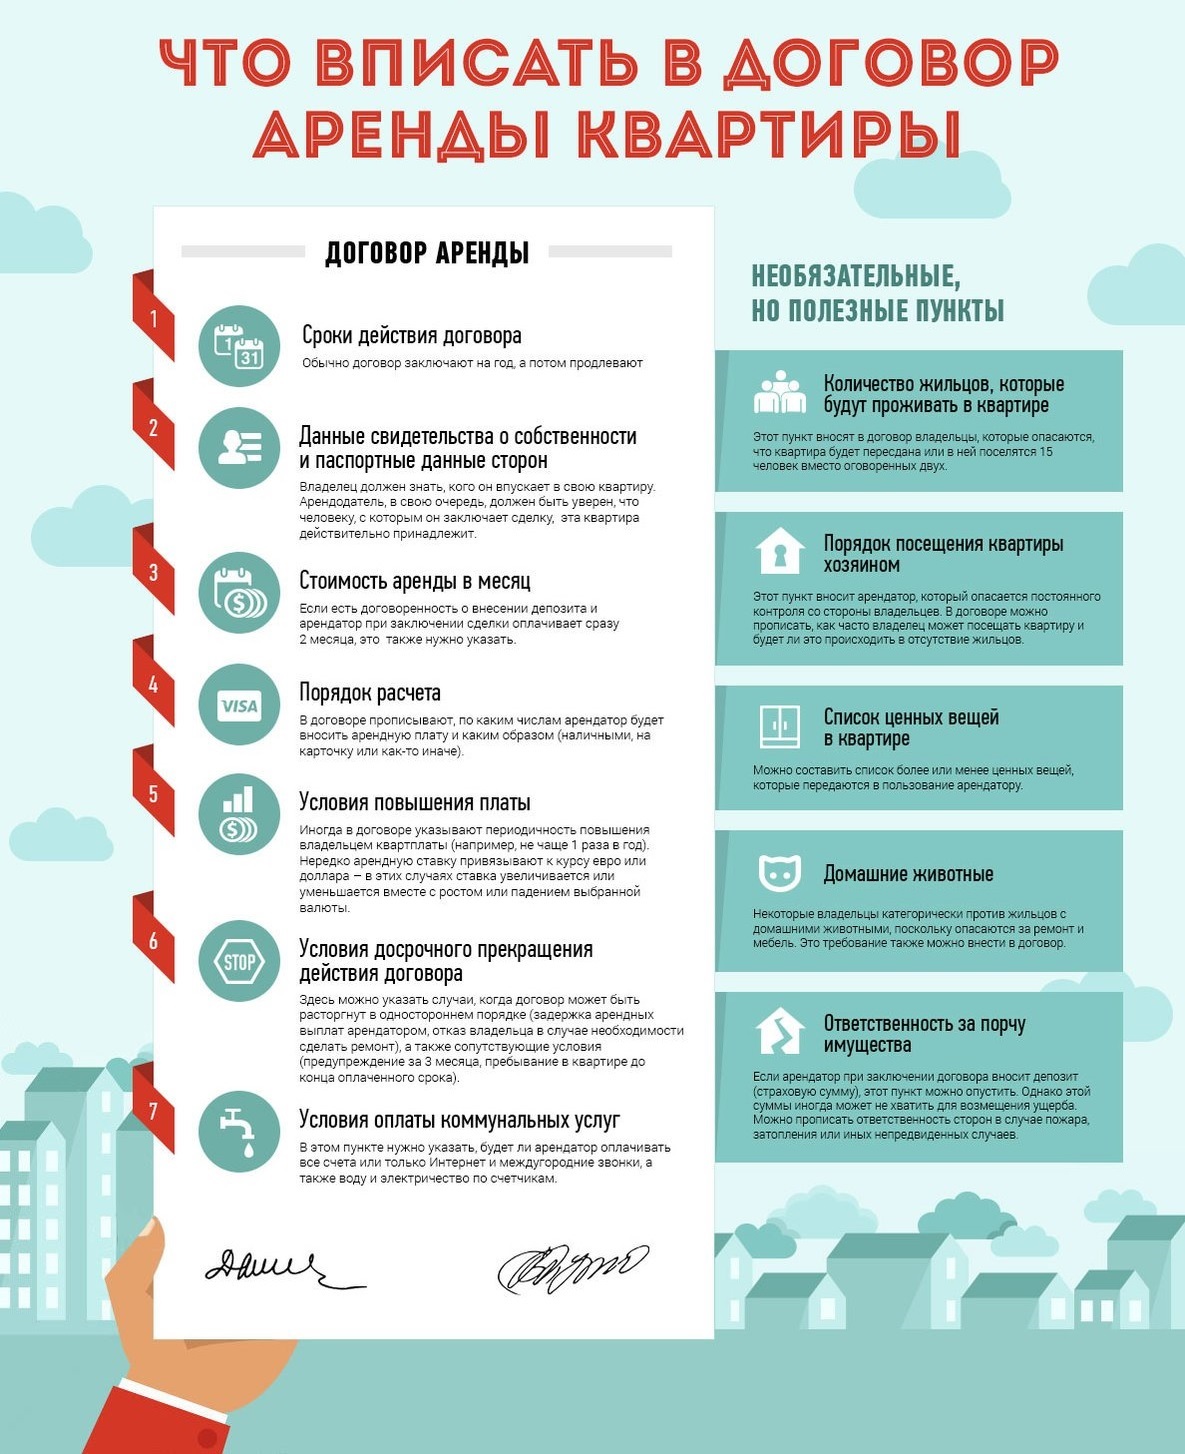 ЧТО ВПИСАТЬ В ДОГОВОР
АРЕНДЫ КВАРТИРЫ
ДОГОВОР АРЕНДЫ
1
1
31
Сроки действия договора
Обычно договор заключают на год, а потом продлевают
2
Данные свидетельства о собственности
и паспортные данные сторон
Владелец должен знать, кого он впускает в свою квартиру.
Арендодатель, в свою очередь, должен быть уверен, что
человеку, с которым он заключает сделку, эта квартира
действительно принадлежит.
3
$
Стоимость аренды в месяц
Если есть договоренность о внесении депозита и
арендатор при заключении сделки оплачивает сразу
2 месяца, это также нужно указать.
4
VISA
Порядок расчета
В договоре прописывают, по каким числам арендатор будет
вносить арендную плату и каким образом (наличными, на
карточку или как-то иначе).
5
$
Условия повышения платы
Иногда в договоре указывают периодичность повышения
владельцем квартплаты (например, не чаще 1 раза в год).
Нередко арендную ставку привязывают к курсу евро или
доллара – в этих случаях ставка увеличивается или
уменьшается вместе с ростом или падением выбранной
валюты.
6
STOP
Условия досрочного прекращения
действия договора
Здесь можно указать случаи, когда договор может быть
расторгнут в одностороннем порядке (задержка арендных
выплат арендатором, отказ владельца в случае необходимости
сделать ремонт), а также сопутствующие условия
(предупреждение за 3 месяца, пребывание в квартире до
конца оплаченного срока).
7
Условия оплаты коммунальных услуг
В этом пункте нужно указать, будет ли арендатор оплачивать
все счета или только Интернет и междугородние звонки, а
также воду и электричество по счетчикам.
НЕОБЯЗАТЕЛЬНЫЕ,
НО ПОЛЕЗНЫЕ ПУНКТЫ
Количество жильцов, которые
будут проживать в квартире
Этот пункт вносят в договор владельцы, которые опасаются,
что квартира будет пересдана или в ней поселятся 15
человек вместо оговоренных двух.
Порядок посещения квартиры
хозяином
Этот пункт вносит арендатор, который опасается постоянного
контроля со стороны владельцев. В договоре можно
прописать, как часто владелец может посещать квартиру и
будет ли это происходить в отсутствие жильцов.
Список ценных вещей
в квартире
Можно составить список более или менее ценных вещей,
которые передаются в пользование арендатору.
Домашние животные
Некоторые владельцы категорически против жильцов с
домашними животными, поскольку опасаются за ремонт и
мебель. Это требование также можно внести в договор.
Ответственность за порчу
имущества
Если арендатор при заключении договора вносит депозит
(страховую сумму), этот пункт можно опустить. Однако этой
суммы иногда может не хватить для возмещения ущерба.
Можно прописать ответственность сторон в случае пожара,
затопления или иных непредвиденных случаев.